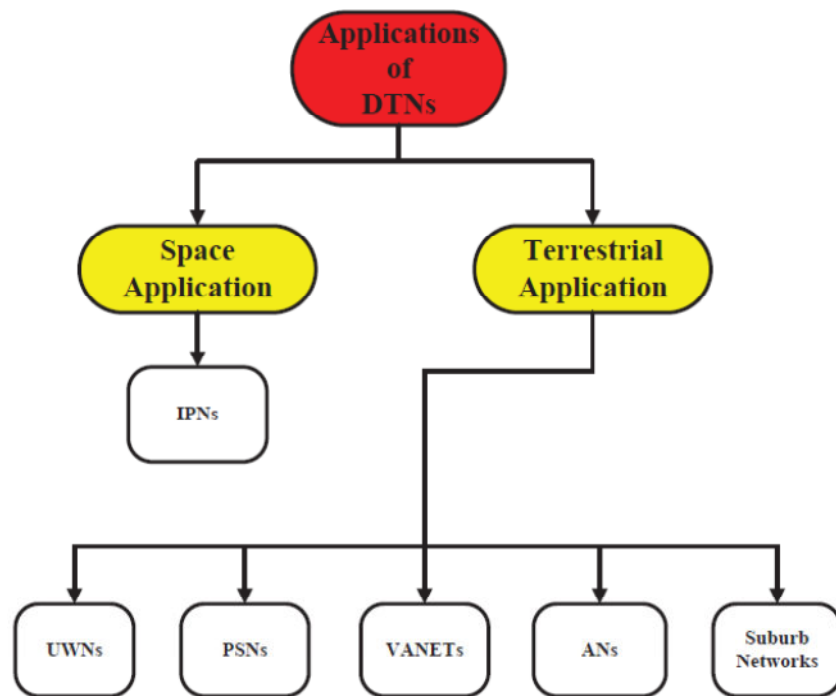 Applications
of
DTNs
Space
Application
Terrestrial
Application
IPNs
UWNs
PSNs
VANETs
ANs
Suburb
Networks